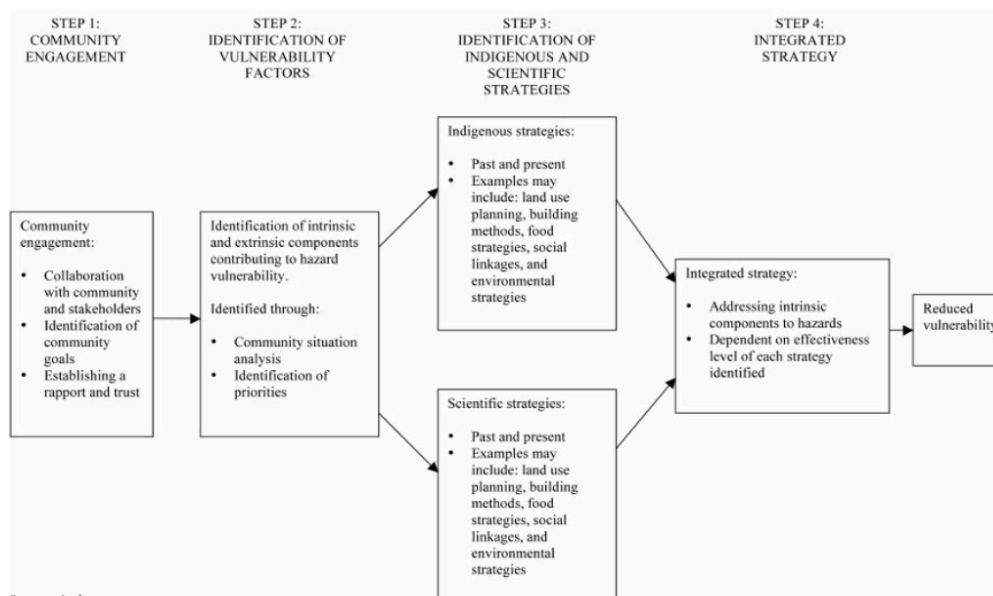 STEP 1:
COMMUNITY
ENGAGEMENT
STEP 2:
IDENTIFICATION OF
VULNERABILITY
FACTORS
STEP 3:
IDENTIFICATION OF
INDIGENOUS AND
SCIENTIFIC
STRATEGIES
STEP 4:
INTEGRATED
STRATEGY
Community
engagement:
• Collaboration
with community
and stakeholders
• Identification of
community
goals
• Establishing a
rapport and trust
Identification of intrinsic
and extrinsic components
contributing to hazard
vulnerability.
Identified through:
• Community situation
analysis
• Identification of
priorities
Indigenous strategies:
• Past and present
• Examples may
include: land use
planning, building
methods, food
strategies, social
linkages, and
environmental
strategies
Scientific strategies:
• Past and present
• Examples may
include: land use
planning, building
methods, food
strategies, social
linkages, and
environmental
strategies
Integrated strategy:
• Addressing intrinsic
components to hazards
• Dependent on effectiveness
level of each strategy
identified
Reduced
vulnerability